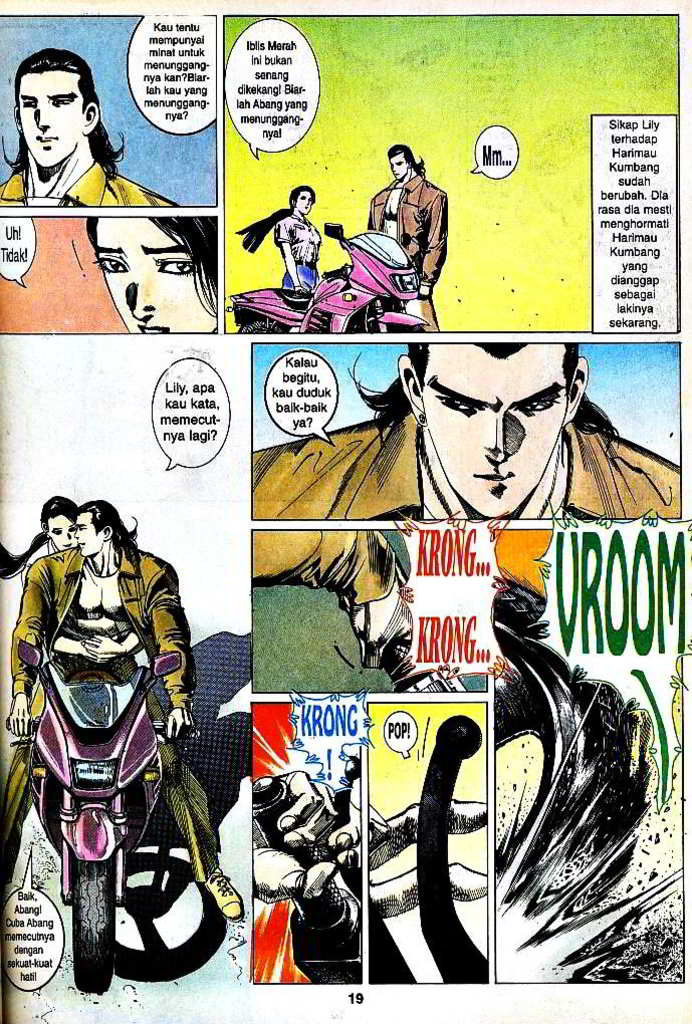 Kau tentu
mempunyai
minat untuk
menunggang-
nya kan?Biar-
lah kau yang
menunggang-
nya?
Iblis Merah
ini bukan
senang
dikekang! Biar-
lah Abang yang
menunggang-
nya!
Mm...
Sikap Lily
terhadap
Harimau
Kumbang
sudah
berubah. Dia
rasa dia mesti
menghormati
Harimau
Kumbang
yang
dianggap
sebagai
lakinya
sekarang.
Uh!
Tidak!
Lily, apa
kau kata,
memecut-
nya lagi?
Kalau
begitu,
kau duduk
baik-baik
ya?
Baik,
Abang!
Cuba Abang
memecutnya
dengan
sekuat-kuat
hati!
KRONG...
KRONG...
VROOM
KRONG
!
POP!
19